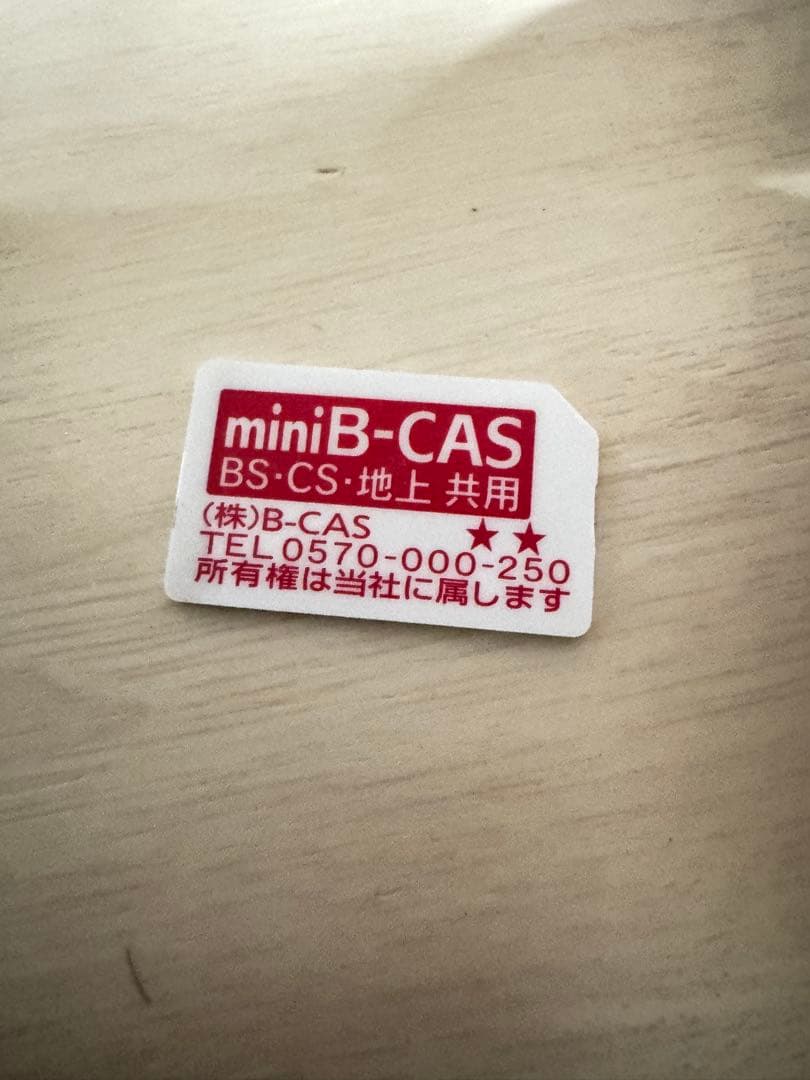 miniB-CAS
BS・CS・地上 共用
(株)B-CAS ★★
TEL 0570-000-250
所有権は当社に属します